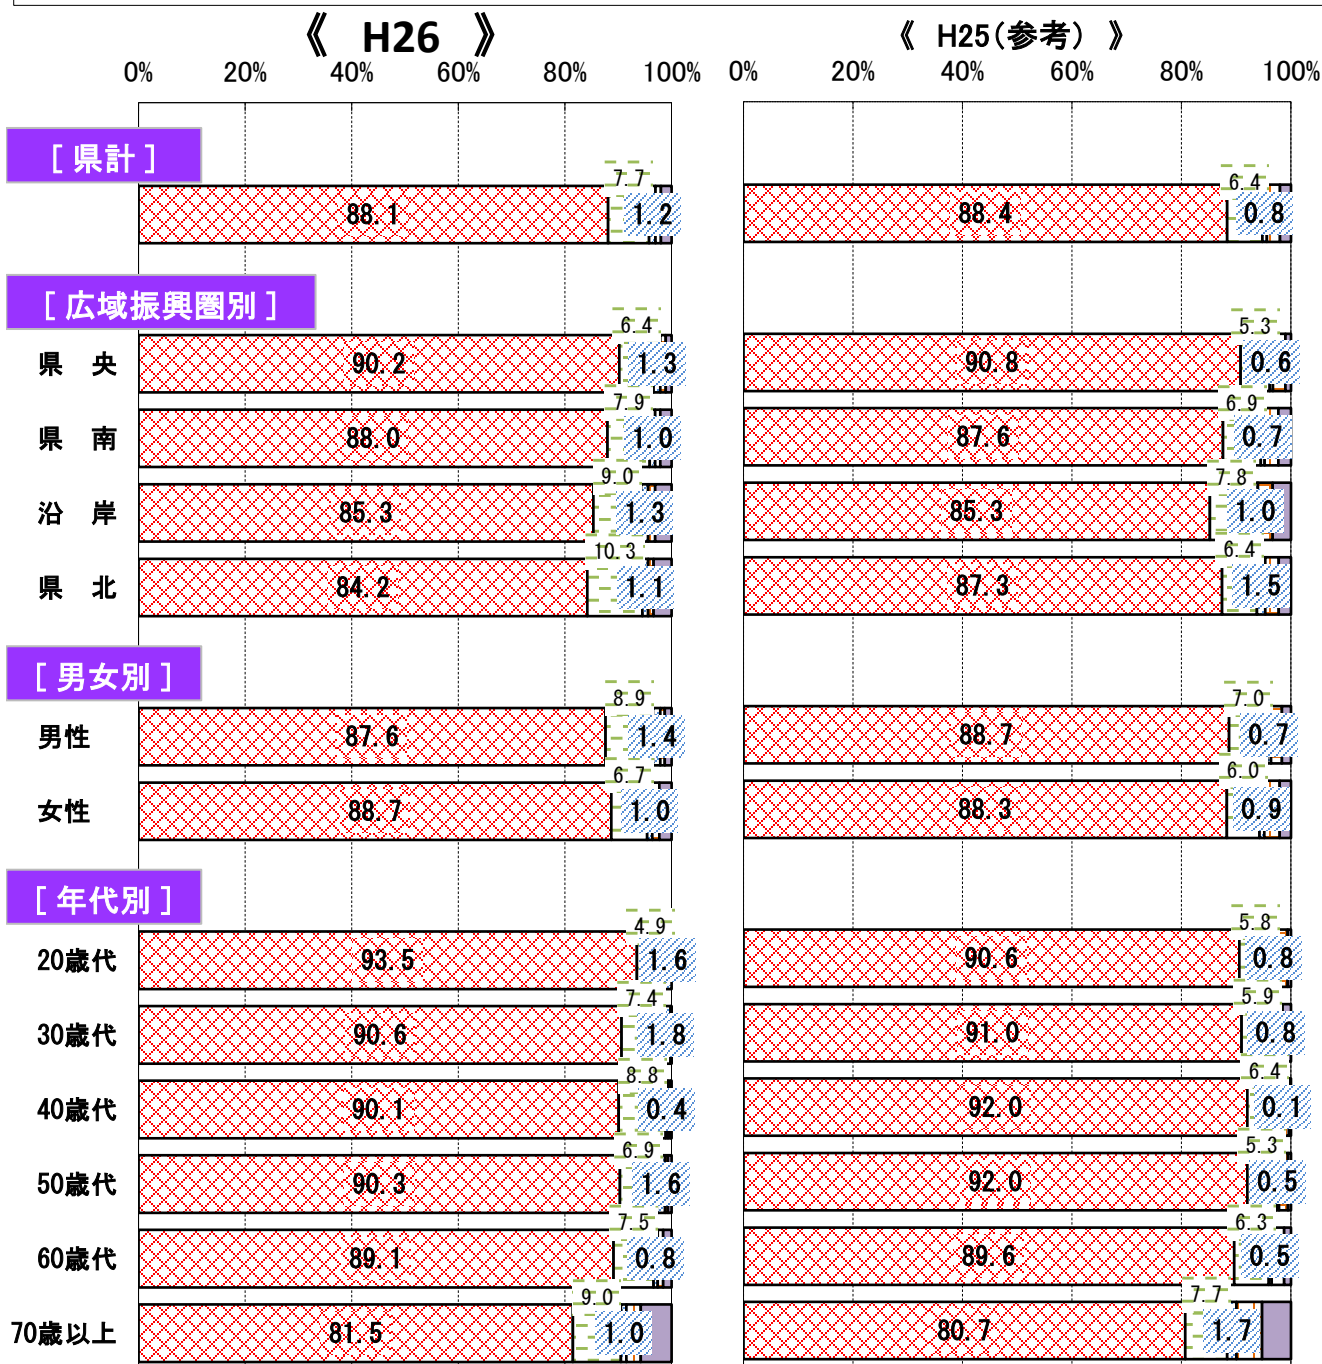 《 H26 》
《 H25(参考) 》
0% 20% 40% 60% 80% 100%
0% 20% 40% 60% 80% 100%
[ 県計 ]
7.7
6.4
88.1 1.2
88.4 0.8
[ 広域振興圏別 ]
6.4
5.3
県 央 90.2 1.3
90.8 0.6
7.9
6.9
県 南 88.0 1.0
87.6 0.7
9.0
7.8
沿 岸 85.3 1.3
85.3 1.0
10.3
6.4
県 北 84.2 1.1
87.3 1.5
[ 男女別 ]
8.9
7.0
男性 87.6 1.4
88.7 0.7
6.7
6.0
女性 88.7 1.0
88.3 0.9
[ 年代別 ]
4.9
5.8
20歳代 93.5 1.6
90.6 0.8
7.4
5.9
30歳代 90.6 1.8
91.0 0.8
8.8
6.4
40歳代 90.1 0.4
92.0 0.1
6.9
5.3
50歳代 90.3 1.6
92.0 0.5
7.5
6.3
60歳代 89.1 0.8
89.6 0.5
9.0
7.7
70歳以上 81.5 1.0
80.7 1.7